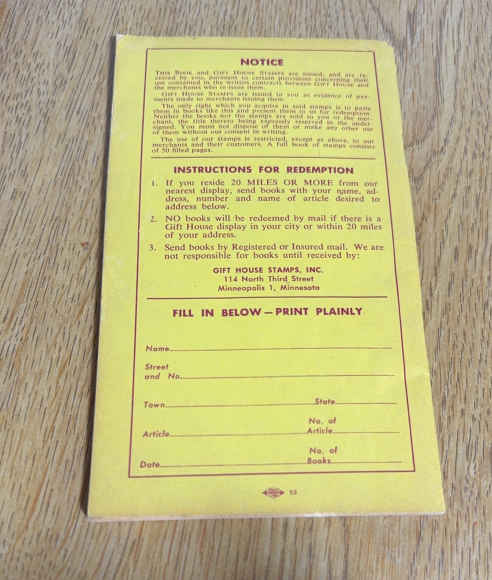 NOTICE
THIS BOOK AND GIFT HOUSE STAMPS are issued, and are re-
ceived by you, pursuant to certain provisions concerning their
use contained in the written contracts between GIFT HOUSE and
the merchants who so issue them.
GIFT HOUSE STAMPS are issued to you as evidence of pay-
ments made to merchants issuing them.
The only right which you acquire in said stamps is to paste
them in books like this and present them to us for redemption.
Neither the books nor the stamps are sold to you or the mer-
chant, the title thereto being expressly reserved in the under-
signed. You must not dispose of them or make any other use
of them without our consent in writing.
The use of our stamps is restricted, except as above, to our
merchants and their customers. A full book of stamps consists
of 50 filled pages.
INSTRUCTIONS FOR REDEMPTION
1. If you reside 20 MILES OR MORE from our
nearest display, send books with your name, ad-
dress, number and name of article desired to
address below.
2. NO books will be redeemed by mail if there is a
Gift House display in your city or within 20 miles
of your address.
3. Send books by Registered or Insured mail. We are
not responsible for books until received by:
GIFT HOUSE STAMPS, INC.
114 North Third Street
Minneapolis 1, Minnesota
FILL IN BELOW — PRINT PLAINLY
Name
Street
and No.
Town State
Article No. of Article
Date No. of Books
53